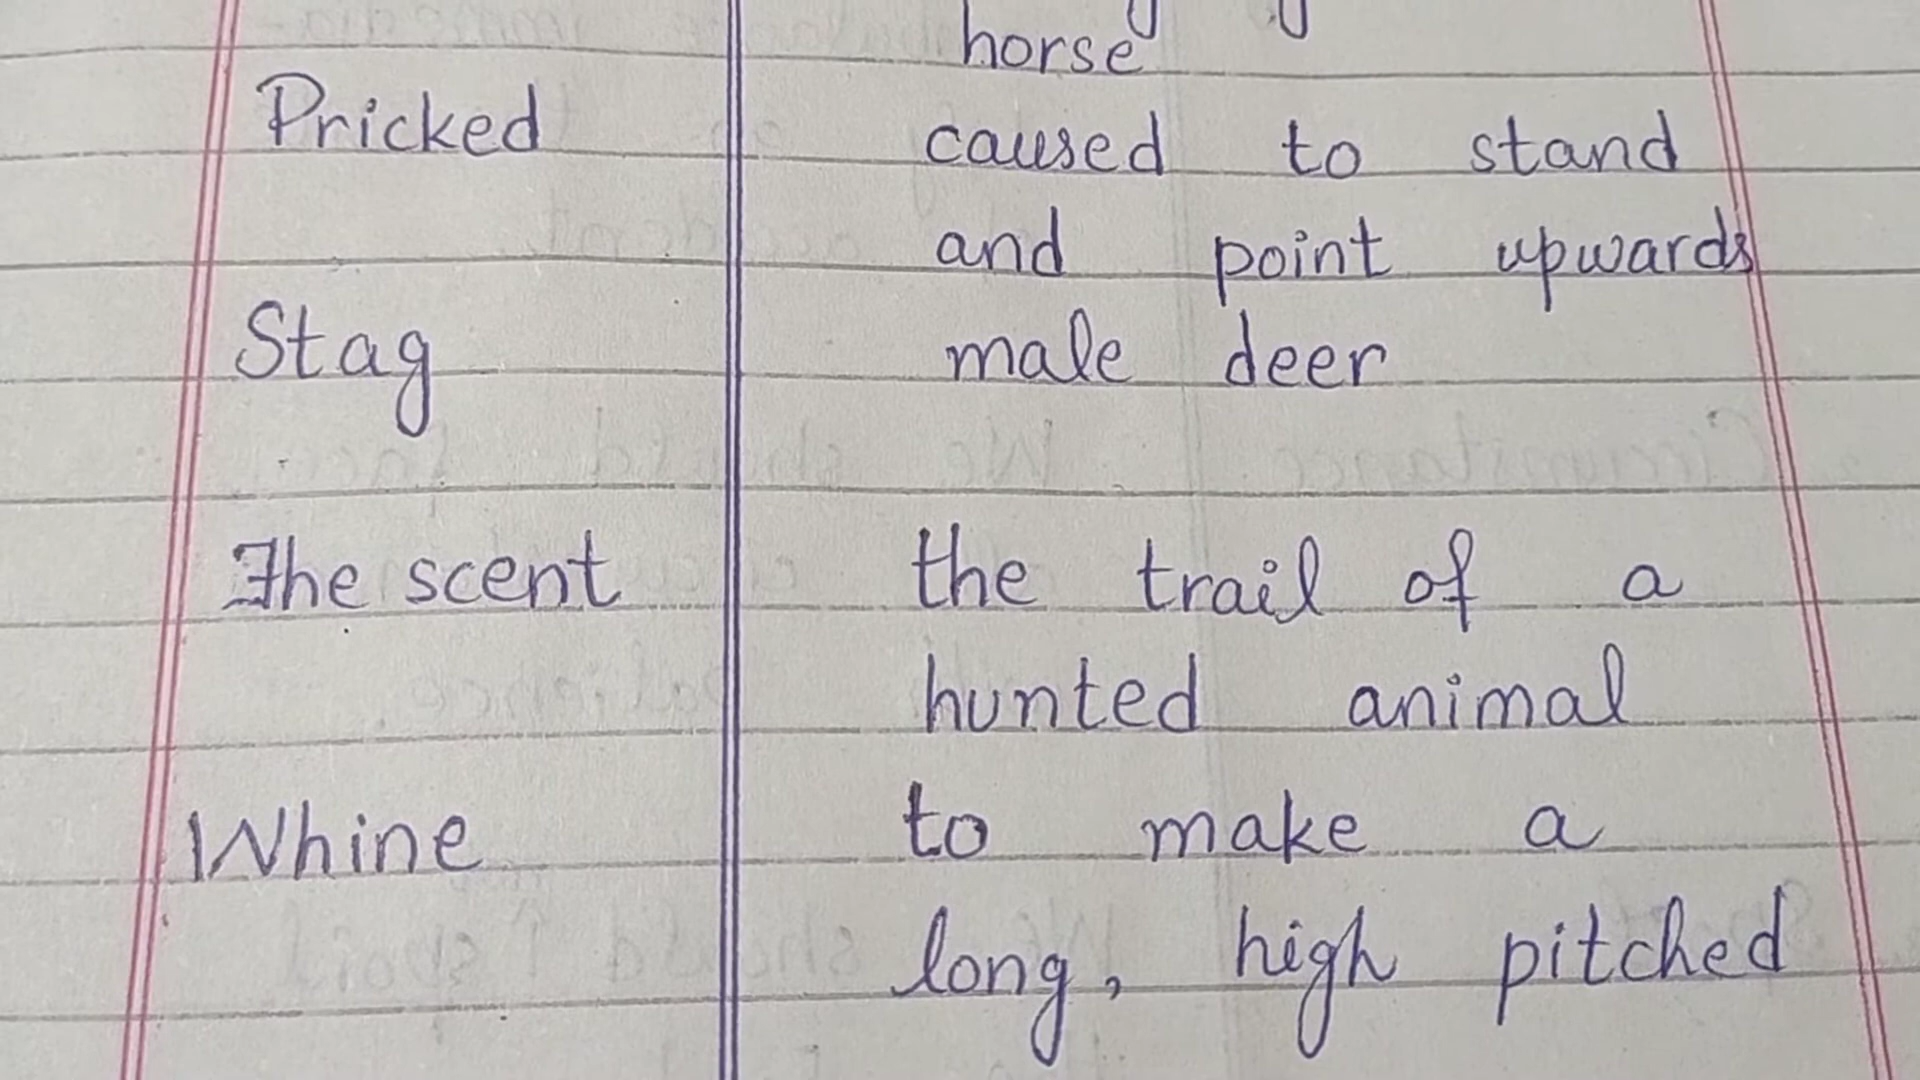 horse
Pricked caused to stand
and point upwards
Stag male deer
The scent the trail of a
hunted animal
Whine to make a
long, high pitched